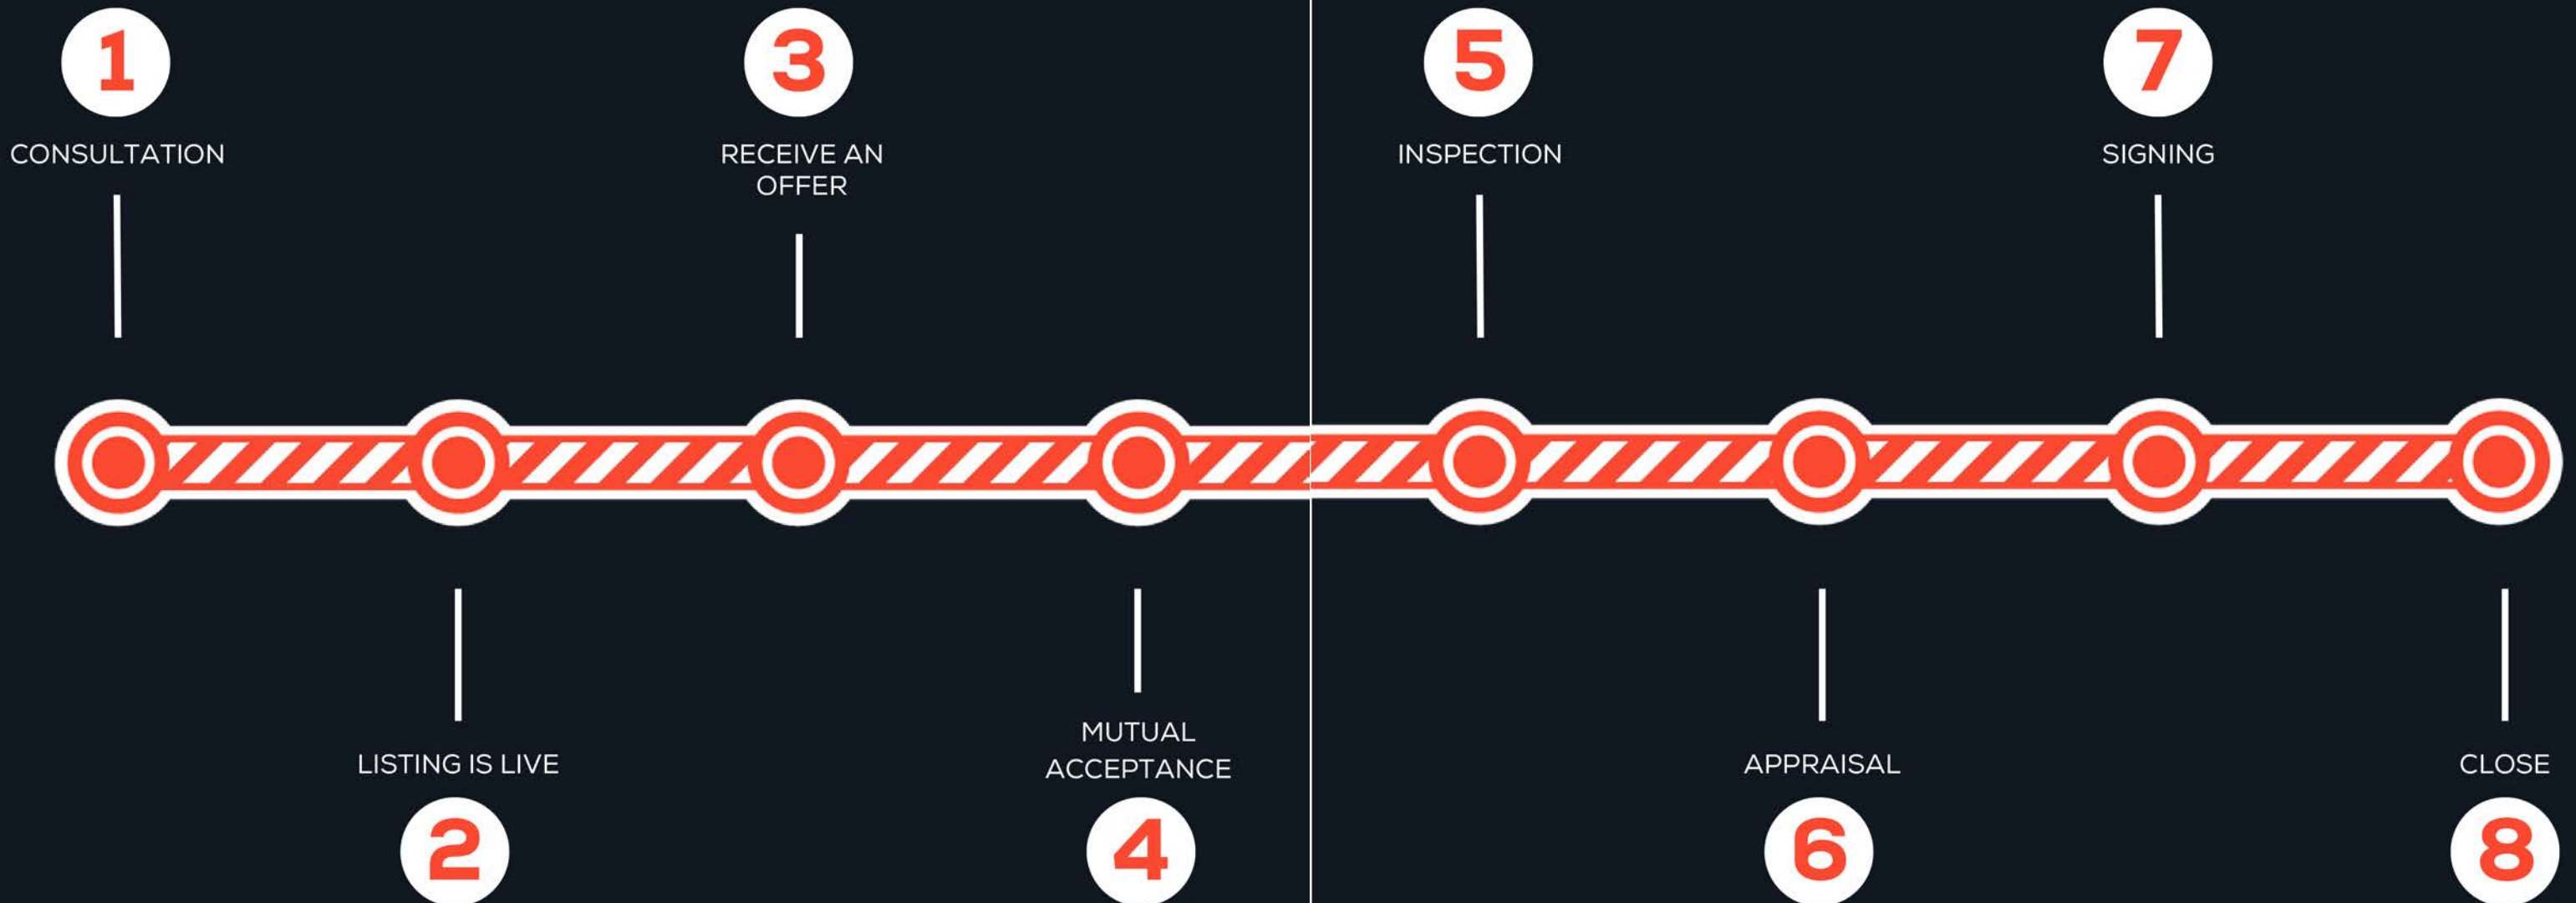 1
CONSULTATION
LISTING IS LIVE
2
3
RECEIVE AN
OFFER
MUTUAL
ACCEPTANCE
4
5
INSPECTION
APPRAISAL
6
7
SIGNING
CLOSE
8